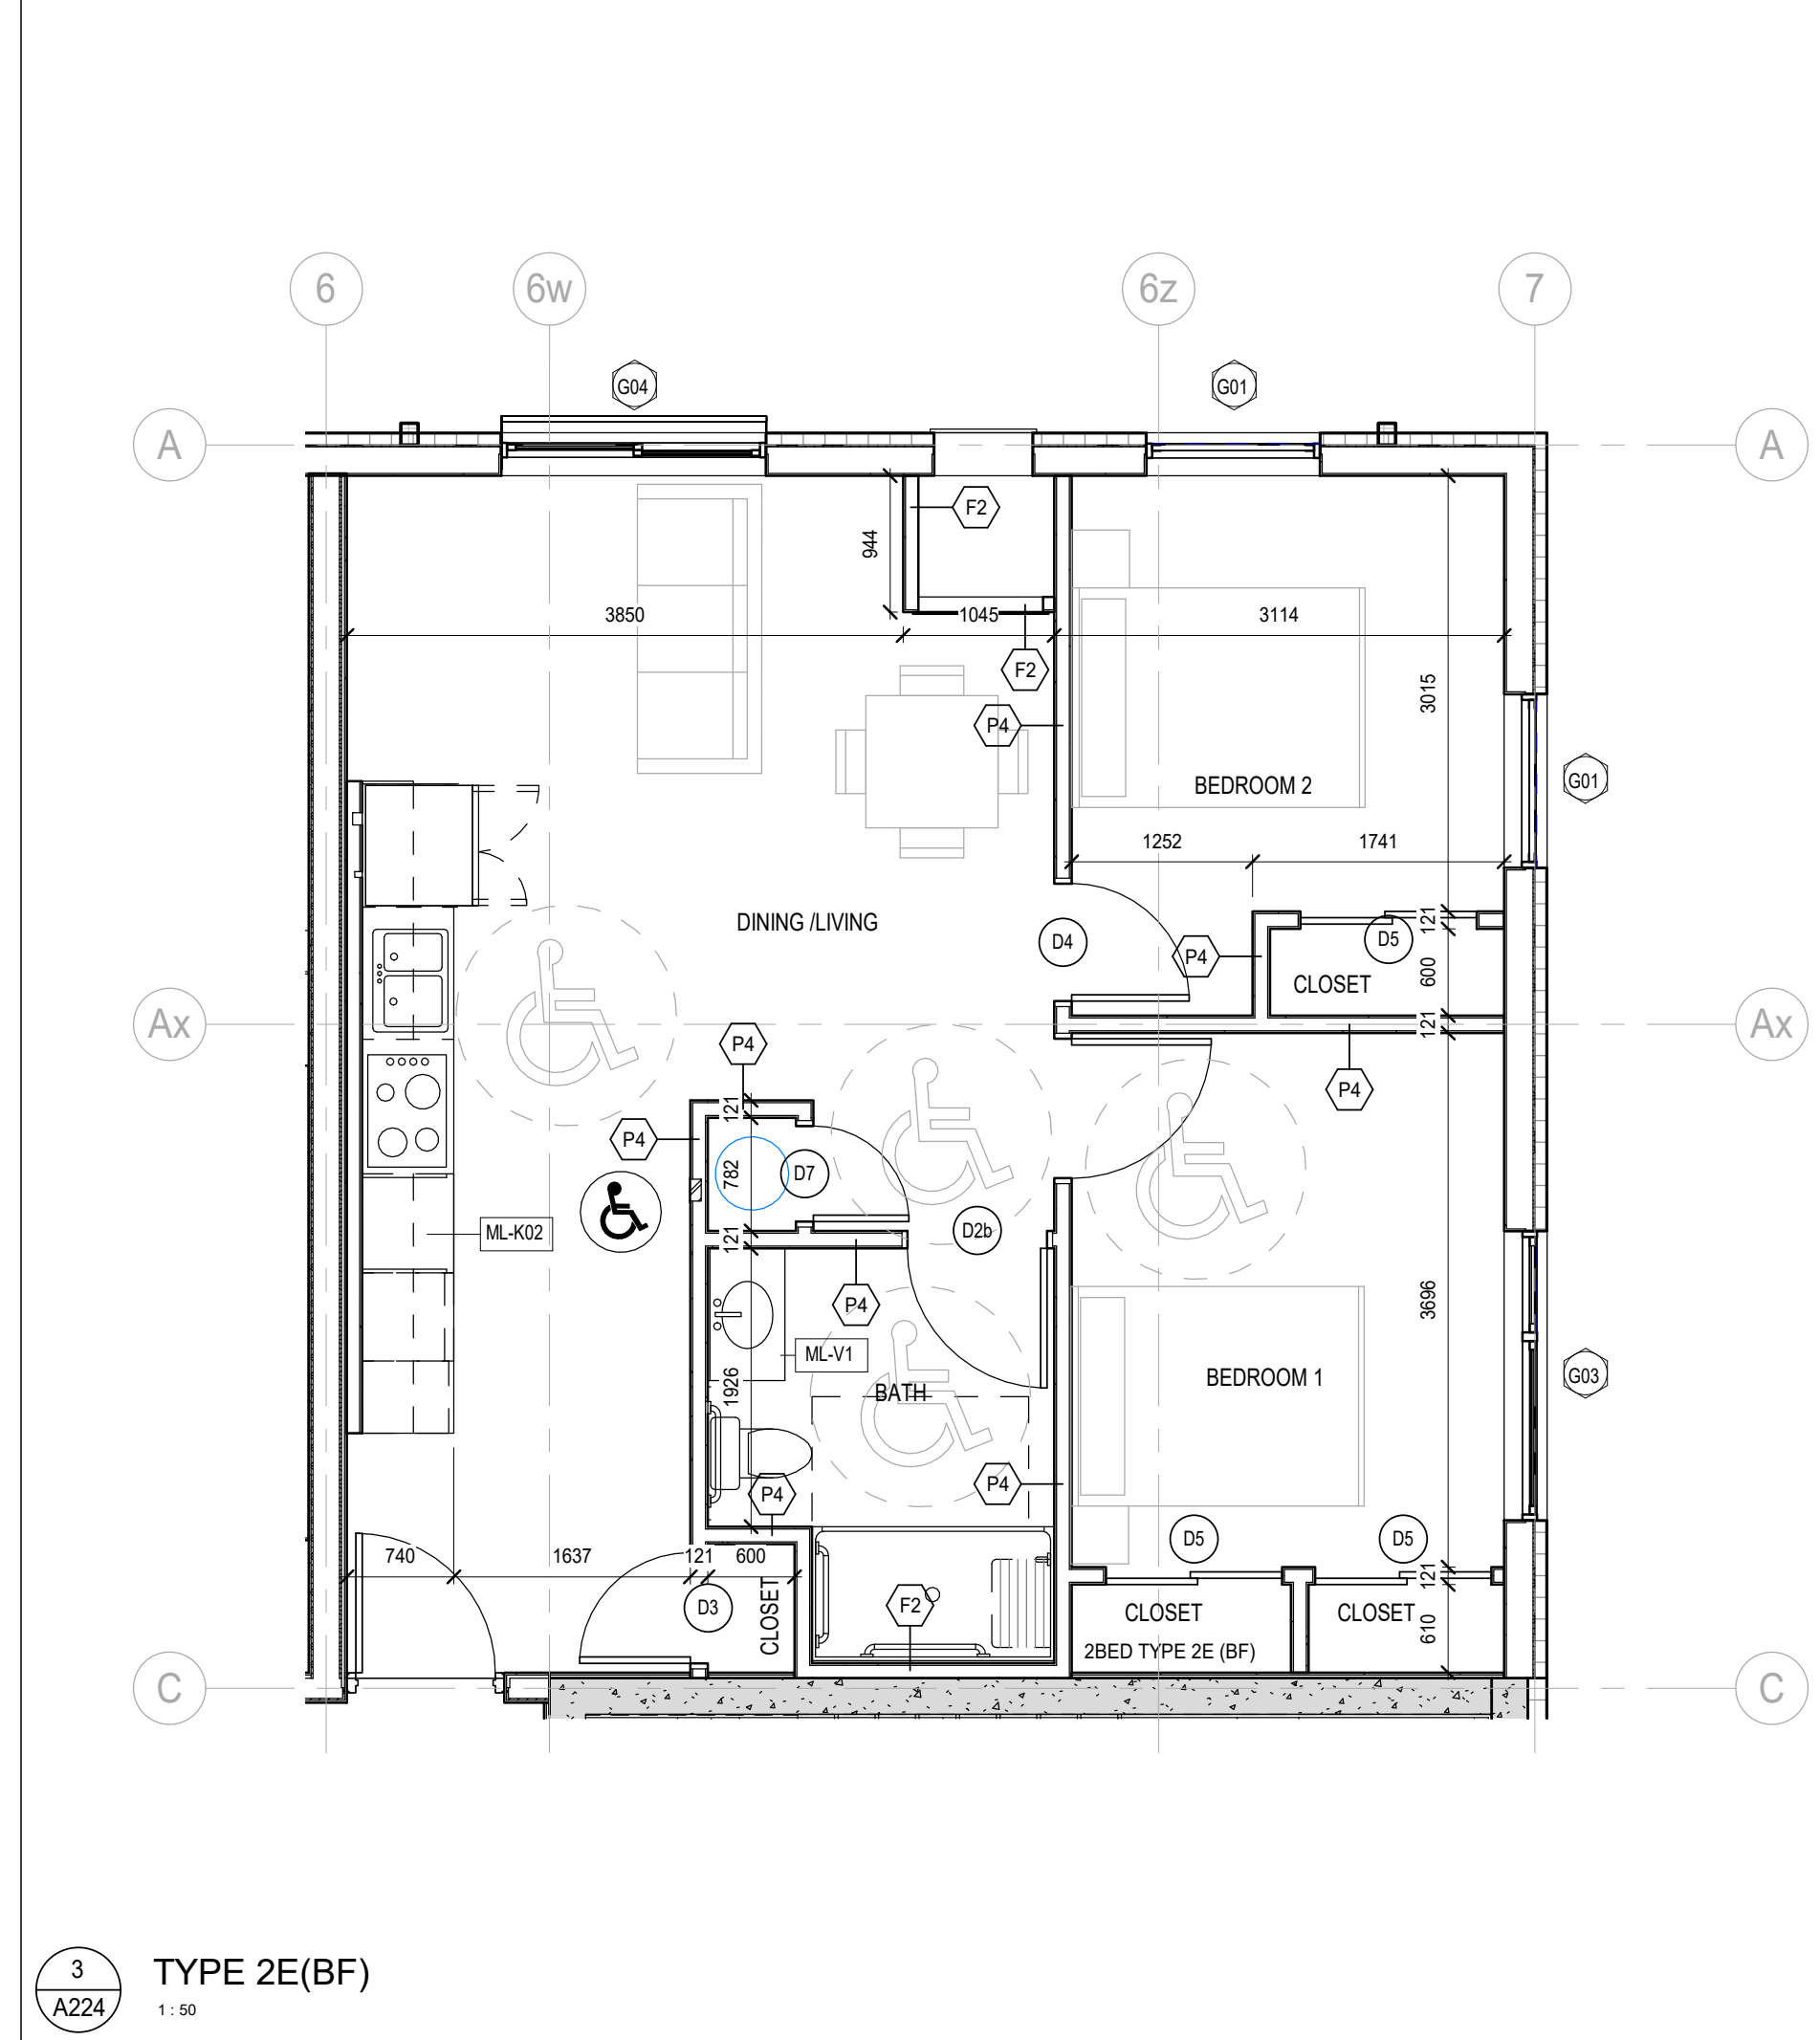 6
6w
6z
7
G04
G01
A
A
F2
944
3850
1045
3114
F2
3015
P4
G01
BEDROOM 2
1252
1741
DINING /LIVING
D4
121
D5
P4
600
CLOSET
Ax
121
Ax
P4
P4
121
P4
782
D7
ML-K02
121
D2b
P4
3696
ML-V1
1926
BATH
BEDROOM 1
G03
P4
P4
D5
D5
740
1637
121
600
121
D3
CLOSET
F2
CLOSET
CLOSET
610
2BED TYPE 2E (BF)
C
C
3
A224
TYPE 2E(BF)
1 : 50